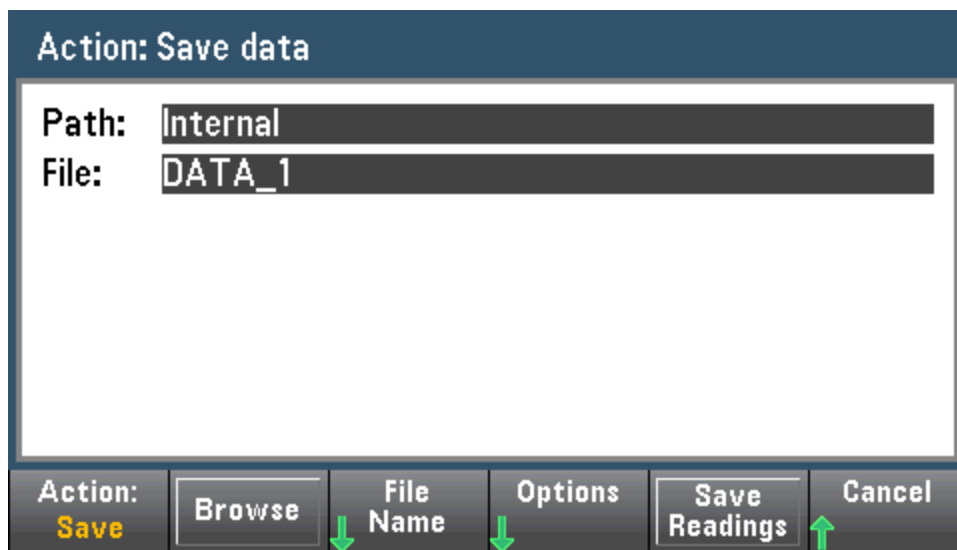 Action: Save data
Path: Internal
File: DATA_1
Action:
Save
Browse
File
Name
Options
Save
Readings
Cancel